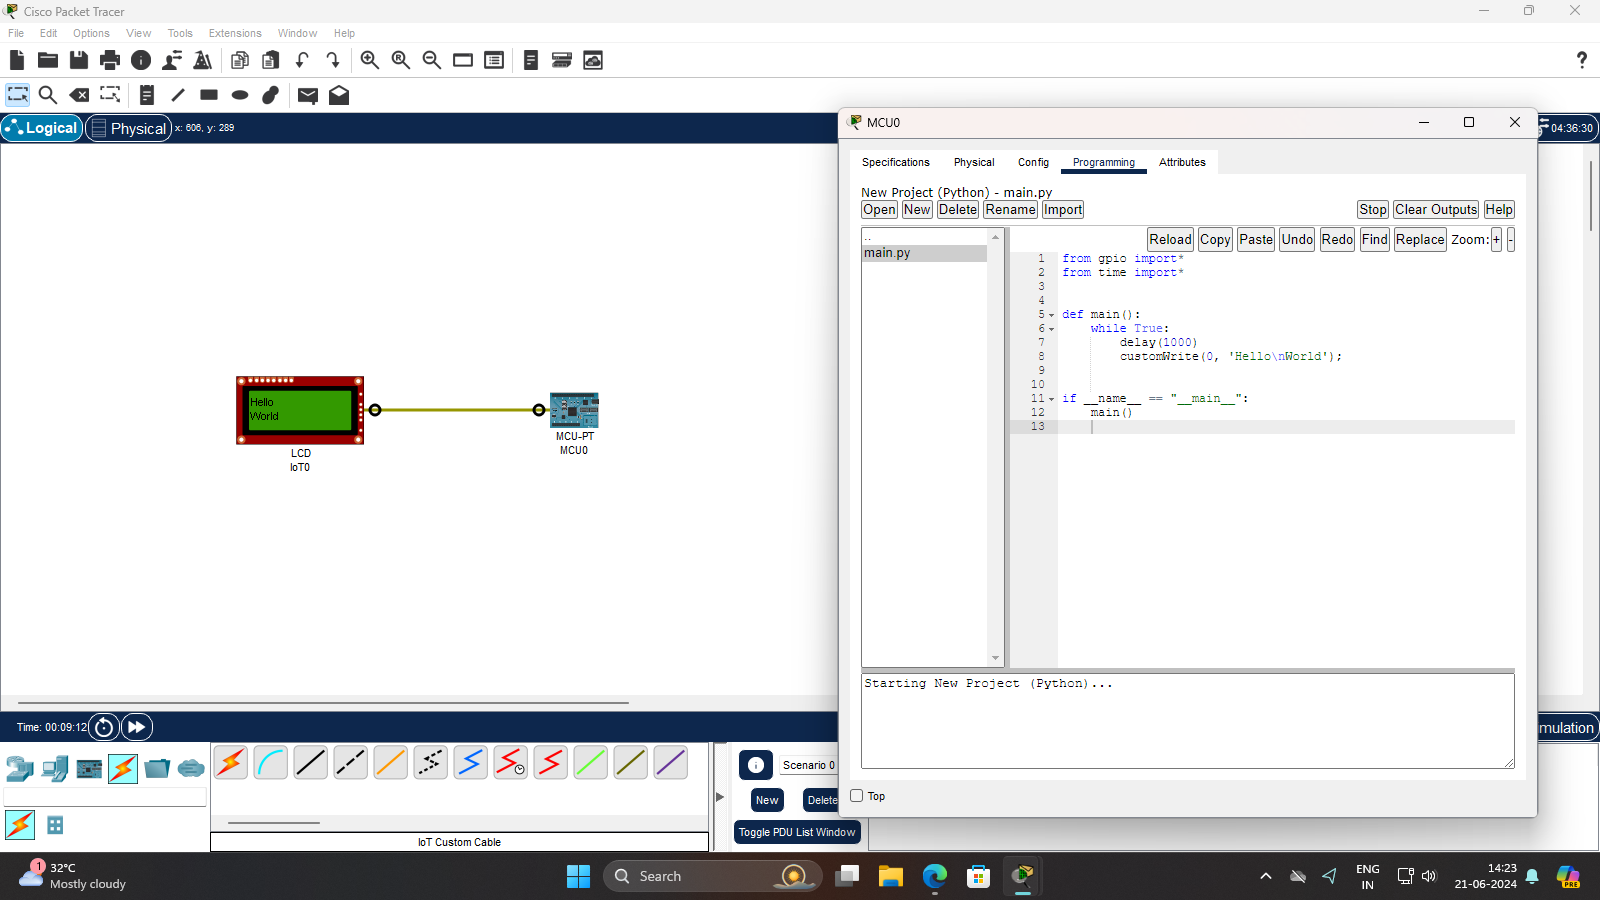 Cisco Packet Tracer
File Edit Options View Tools Extensions Window Help
Logical Physical x: 606, y: 289
04:36:30
MCU0
Specifications Physical Config Programming Attributes
New Project (Python) - main.py
Open New Delete Rename Import Stop Clear Outputs Help
Reload Copy Paste Undo Redo Find Replace Zoom: + -
..
main.py
1 from gpio import*
2 from time import*
3
4
5 def main():
6 while True:
7 delay(1000)
8 customWrite(0, 'Hello\nWorld');
9
10
11 if __name__ == "__main__":
12 main()
13
Hello
World
LCD
IoT0
MCU-PT
MCU0
Starting New Project (Python)...
Top
Time: 00:09:12
mulation
Scenario 0
New Delete
Toggle PDU List Window
IoT Custom Cable
1
32°C
Mostly cloudy
Search
ENG
IN
14:23
21-06-2024
PRE